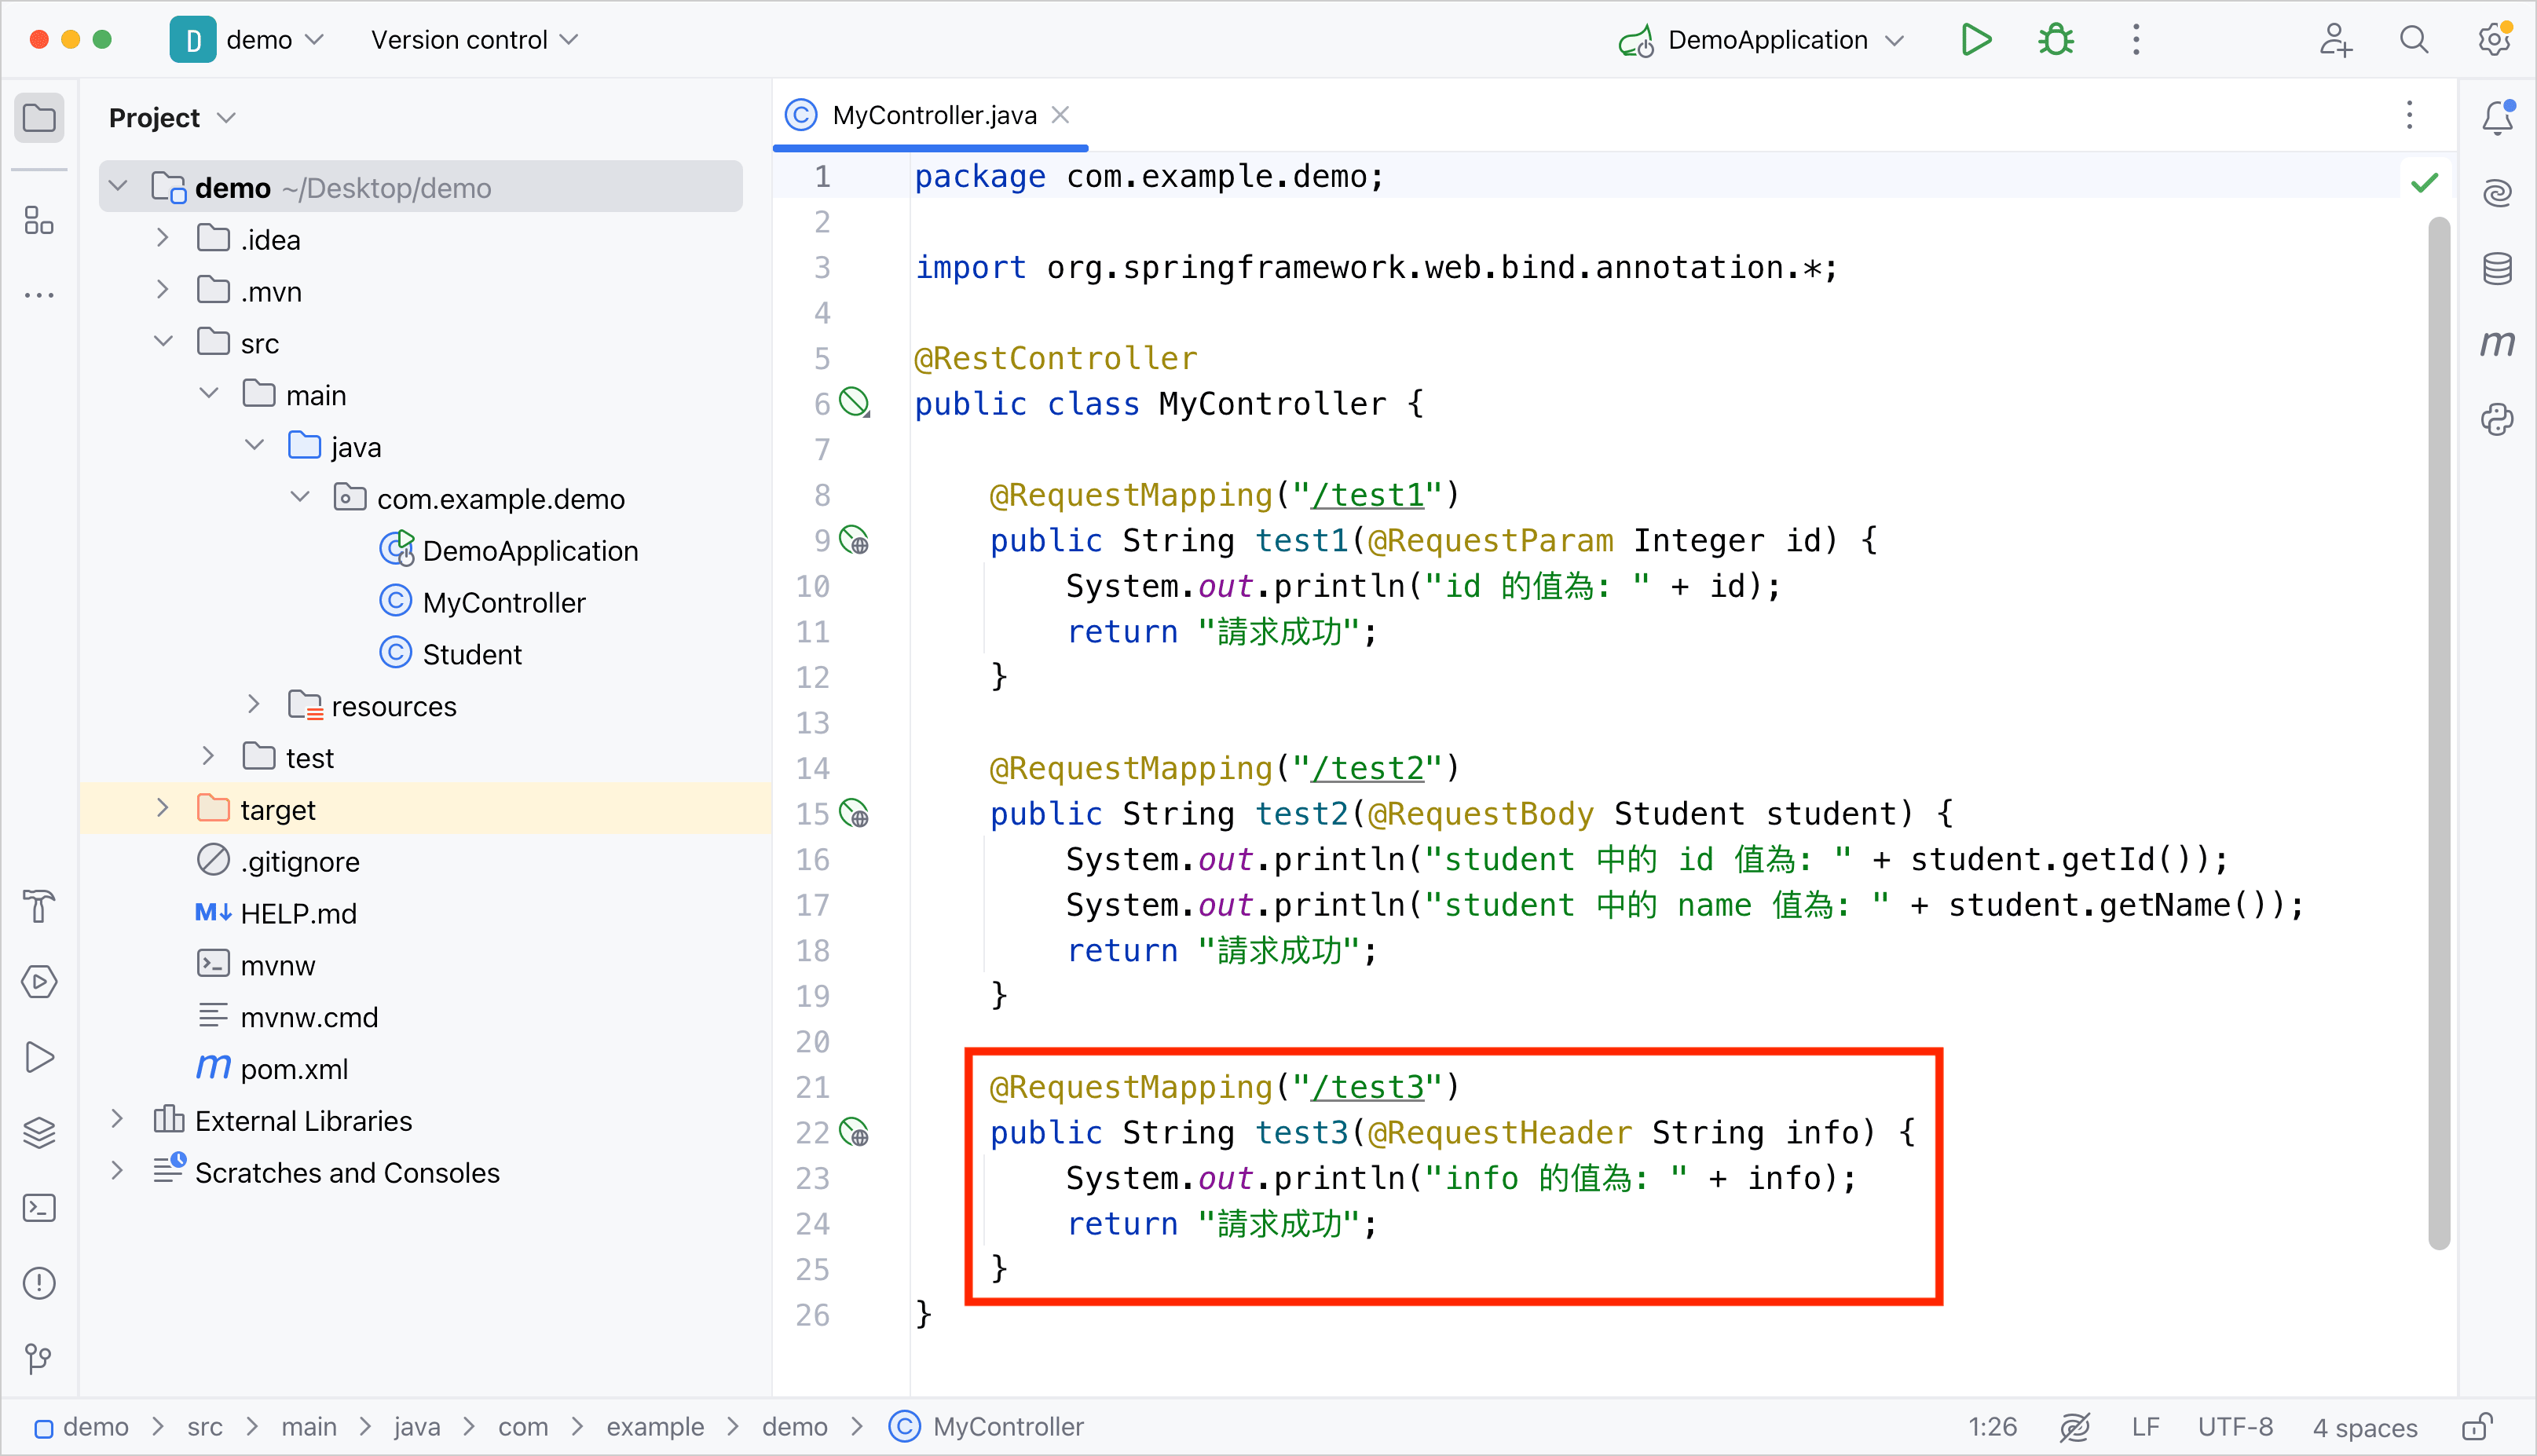 D demo Version control DemoApplication
Project
demo ~/Desktop/demo
.idea
.mvn
src
main
java
com.example.demo
DemoApplication
MyController
Student
resources
test
target
.gitignore
M↓ HELP.md
mvnw
mvnw.cmd
m pom.xml
External Libraries
Scratches and Consoles
C MyController.java
1 package com.example.demo;
2
3 import org.springframework.web.bind.annotation.*;
4
5 @RestController
6 public class MyController {
7
8 @RequestMapping("/test1")
9 public String test1(@RequestParam Integer id) {
10 System.out.println("id 的值為: " + id);
11 return "請求成功";
12 }
13
14 @RequestMapping("/test2")
15 public String test2(@RequestBody Student student) {
16 System.out.println("student 中的 id 值為: " + student.getId());
17 System.out.println("student 中的 name 值為: " + student.getName());
18 return "請求成功";
19 }
20
21 @RequestMapping("/test3")
22 public String test3(@RequestHeader String info) {
23 System.out.println("info 的值為: " + info);
24 return "請求成功";
25 }
26 }
m
demo > src > main > java > com > example > demo > C MyController 1:26 LF UTF-8 4 spaces